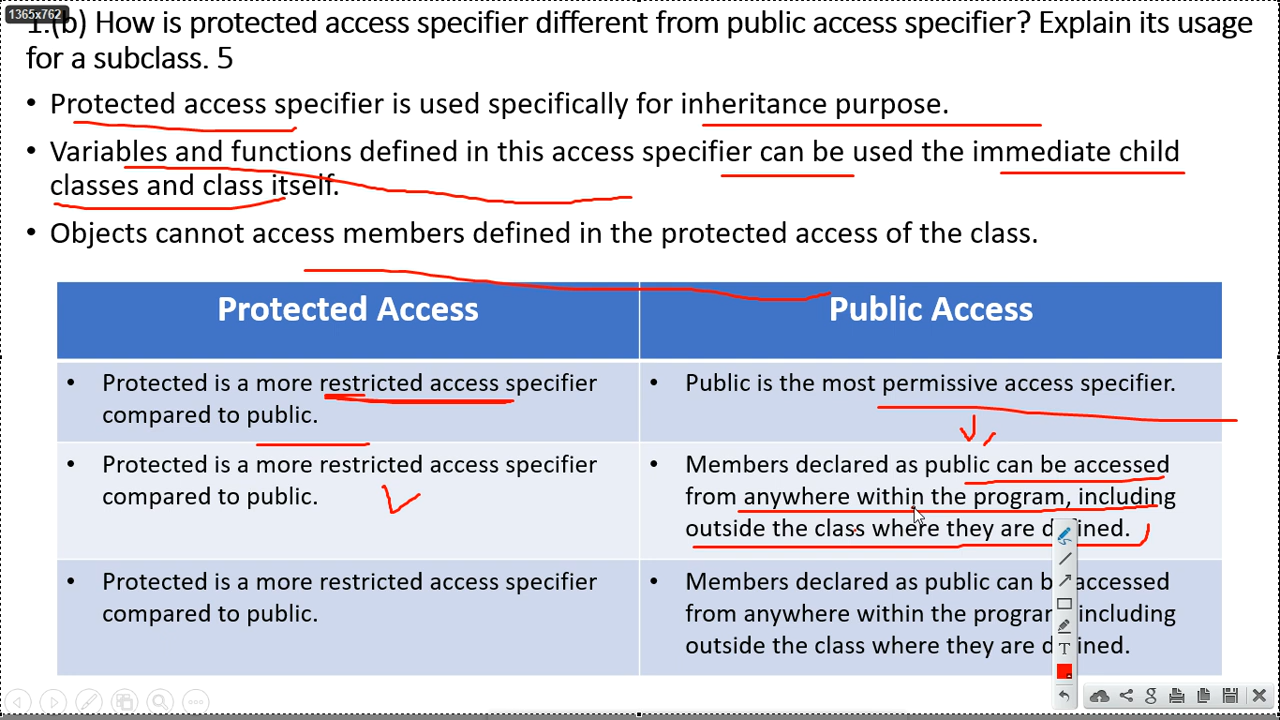 1365x762
1.(b) How is protected access specifier different from public access specifier? Explain its usage
for a subclass. 5
• Protected access specifier is used specifically for inheritance purpose.
• Variables and functions defined in this access specifier can be used the immediate child
classes and class itself.
• Objects cannot access members defined in the protected access of the class.
Protected Access
Public Access
• Protected is a more restricted access specifier
compared to public.
• Public is the most permissive access specifier.
• Protected is a more restricted access specifier
compared to public.
• Members declared as public can be accessed
from anywhere within the program, including
outside the class where they are defined.
• Protected is a more restricted access specifier
compared to public.
• Members declared as public can be accessed
from anywhere within the program, including
outside the class where they are defined.
T
g